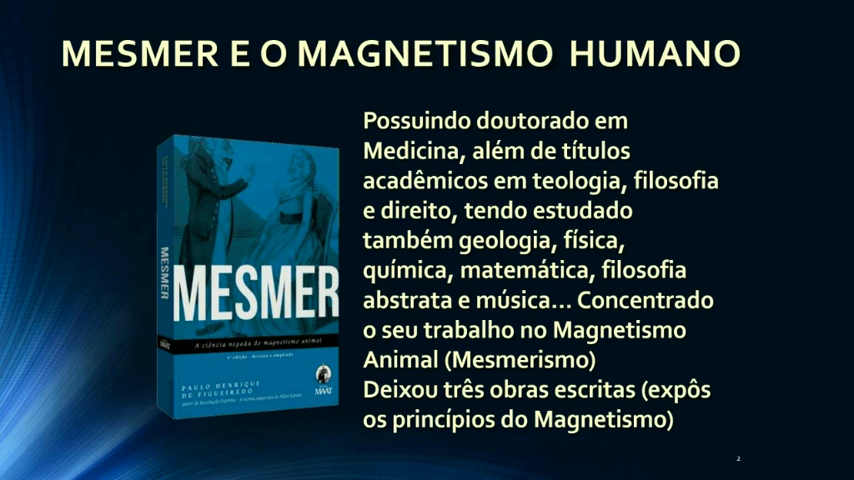 MESMER E O MAGNETISMO HUMANO
Possuindo doutorado em
Medicina, além de títulos
acadêmicos em teologia, filosofia
e direito, tendo estudado
também geologia, física,
química, matemática, filosofia
abstrata e música... Concentrado
o seu trabalho no Magnetismo
Animal (Mesmerismo)
Deixou três obras escritas (expôs
os princípios do Magnetismo)
MESMER
MESMER
A ciência negada do magnetismo animal
PAULO HENRIQUE
DE FIGUEIREDO
MAAT
2